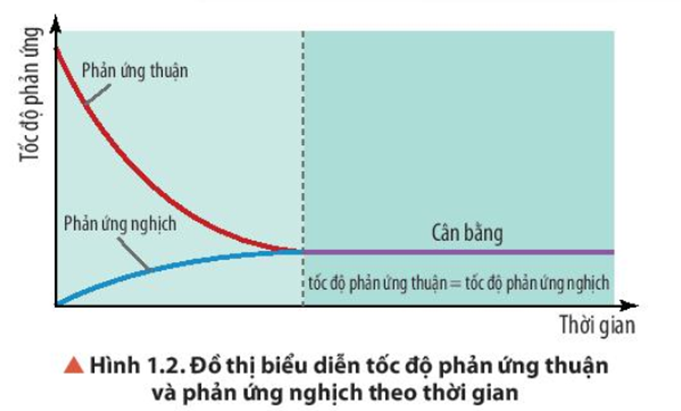 Tốc độ phản ứng
Phản ứng thuận
Phản ứng nghịch
Cân bằng
tốc độ phản ứng thuận = tốc độ phản ứng nghịch
Thời gian
▲ Hình 1.2. Đồ thị biểu diễn tốc độ phản ứng thuận
và phản ứng nghịch theo thời gian